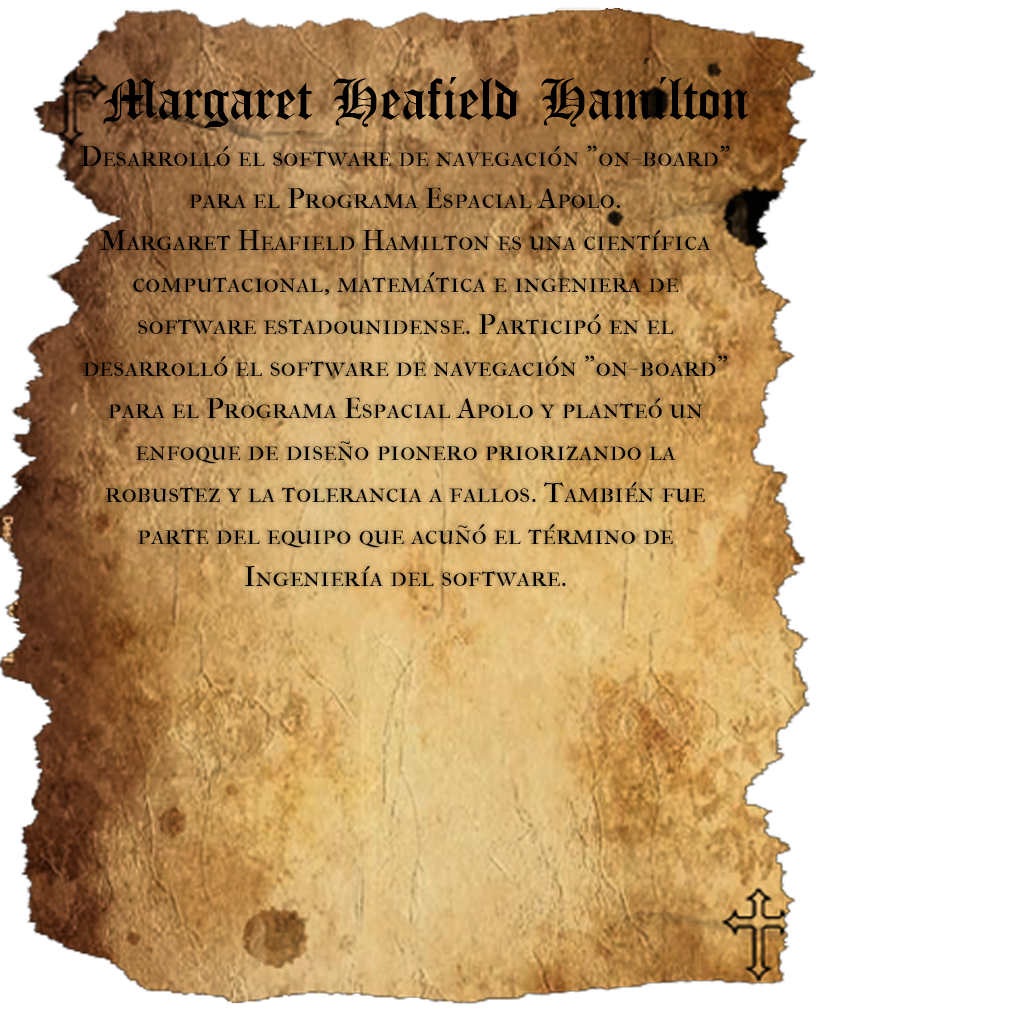 Margaret Heafield Hamilton
Desarrolló el software de navegación "on-board"
para el Programa Espacial Apolo.
Margaret Heafield Hamilton es una científica
computacional, matemática e ingeniera de
software estadounidense. Participó en el
desarrolló el software de navegación "on-board"
para el Programa Espacial Apolo y planteó un
enfoque de diseño pionero priorizando la
robustez y la tolerancia a fallos. También fue
parte del equipo que acuñó el término de
Ingeniería del software.